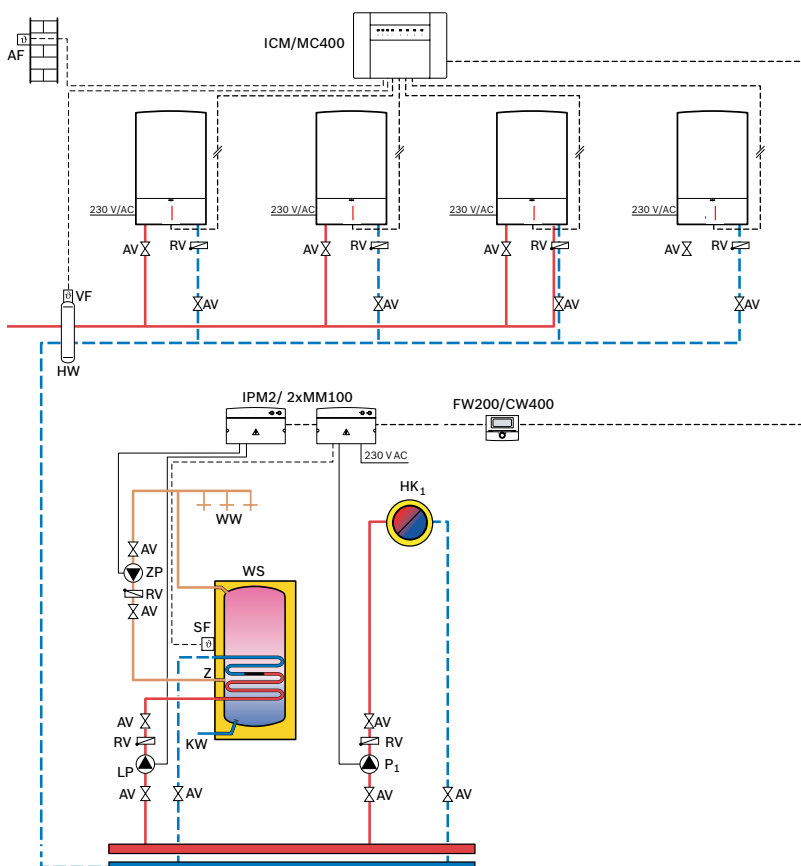 ICM/MC400
ϑ
AF
230 V/AC
230 V/AC
230 V/AC
230 V/AC
AV
RV
AV
RV
AV
RV
AV
RV
ϑ
VF
AV
AV
AV
AV
HW
IPM2/ 2xMM100
FW200/CW400
230 V AC
HK1
WW
AV
ZP
RV
AV
WS
SF
ϑ
Z
AV
AV
RV
KW
RV
LP
P1
AV
AV
AV
AV